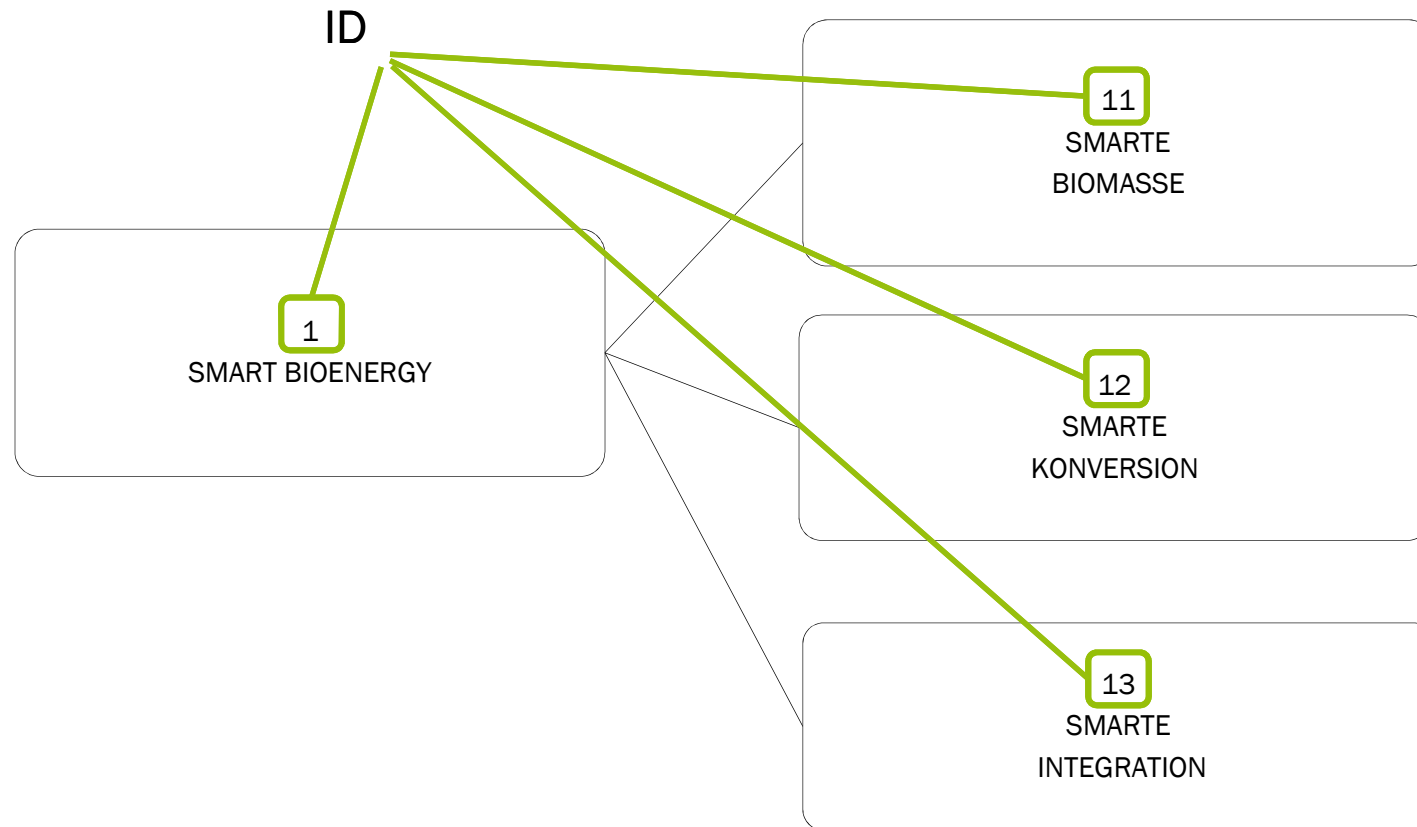 ID
11
SMARTE
BIOMASSE
1
SMART BIOENERGY
12
SMARTE
KONVERSION
13
SMARTE
INTEGRATION